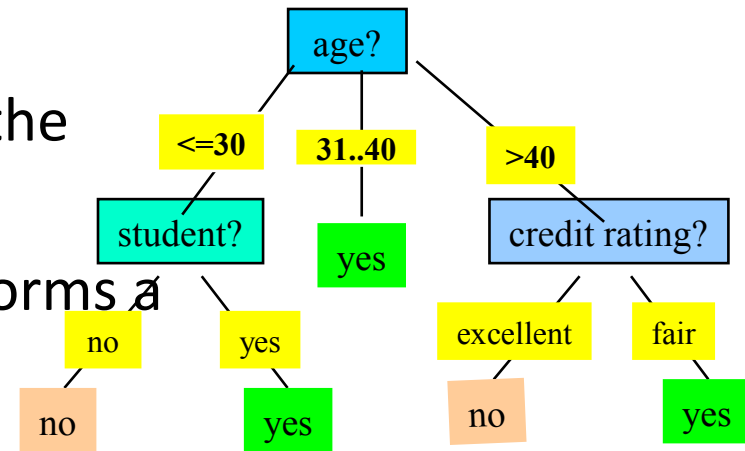 age?
the
<=30
31..40
>40
student?
credit rating?
yes
orms a
no
yes
excellent
fair
no
yes
no
yes